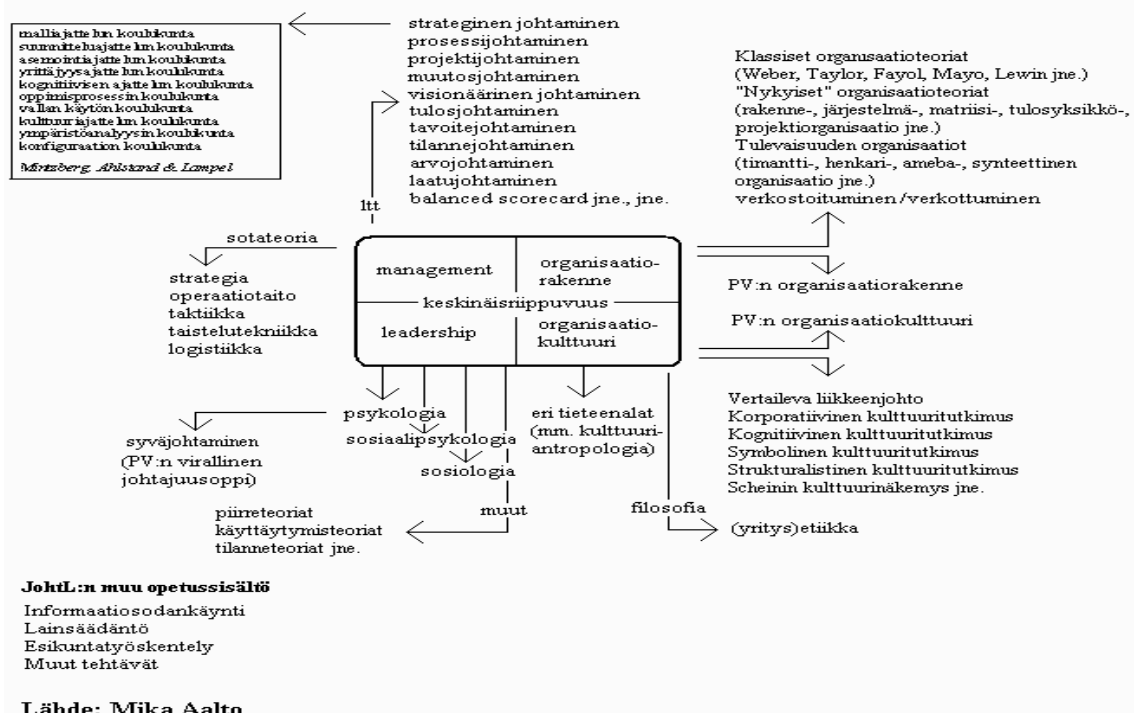 malliajattelun koulukunta
suunnitteluajattelun koulukunta
asemointiajattelun koulukunta
yrittäjyysajattelun koulukunta
kognitiivisen ajattelun koulukunta
oppimisprosessin koulukunta
vallan käytön koulukunta
kulttuuriajattelun koulukunta
ympäristöanalyysin koulukunta
konfiguraation koulukunta
Mintzberg, Ahlstand & Lampel
strateginen johtaminen
prosessijohtaminen
projektijohtaminen
muutosjohtaminen
visionäärinen johtaminen
tulosjohtaminen
tavoitejohtaminen
tilannejohtaminen
arvojohtaminen
laatujohtaminen
balanced scorecard jne., jne.
ltt
Klassiset organisaatioteoriat
(Weber, Taylor, Fayol, Mayo, Lewin jne.)
"Nykyiset" organisaatioteoriat
(rakenne-, järjestelmä-, matriisi-, tulosyksikkö-,
projektiorganisaatio jne.)
Tulevaisuuden organisaatiot
(timantti-, henkari-, ameba-, synteettinen
organisaatio jne.)
verkostoituminen/verkottuminen
sotateoria
strategia
operaatiotaito
taktiikka
taistelutekniikka
logistiikka
management
organisaatio-
rakenne
keskinäisriippuvuus
leadership
organisaatio-
kulttuuri
PV:n organisaatiorakenne
PV:n organisaatiokulttuuri
psykologia
sosiaalipsykologia
sosiologia
muut
syväjohtaminen
(PV:n virallinen
johtajuusoppi)
piirreteoriat
käyttäytymisteoriat
tilanneteoriat jne.
eri tieteenalat
(mm. kulttuuri-
antropologia)
filosofia
(yritys)etiikka
Vertaileva liikkeenjohto
Korporatiivinen kulttuuritutkimus
Kognitiivinen kulttuuritutkimus
Symbolinen kulttuuritutkimus
Strukturalistinen kulttuuritutkimus
Scheinin kulttuurinäkemys jne.
JohtL:n muu opetussisältö
Informaatiosodankäynti
Lainsäädäntö
Esikuntatyöskentely
Muut tehtävät
Lähde: Mika Aalto